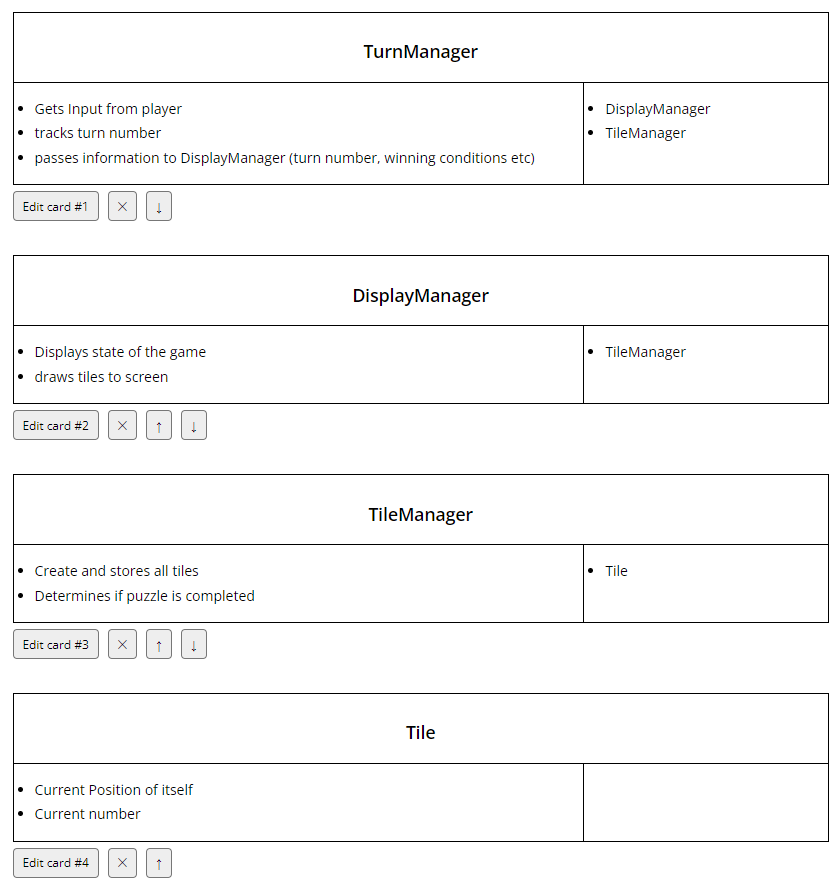 TurnManager
Gets Input from player
tracks turn number
passes information to DisplayManager (turn number, winning conditions etc)
DisplayManager
TileManager
Edit card #1
×
↓
DisplayManager
Displays state of the game
draws tiles to screen
TileManager
Edit card #2
×
↑
↓
TileManager
Create and stores all tiles
Determines if puzzle is completed
Tile
Edit card #3
×
↑
↓
Tile
Current Position of itself
Current number
Edit card #4
×
↑